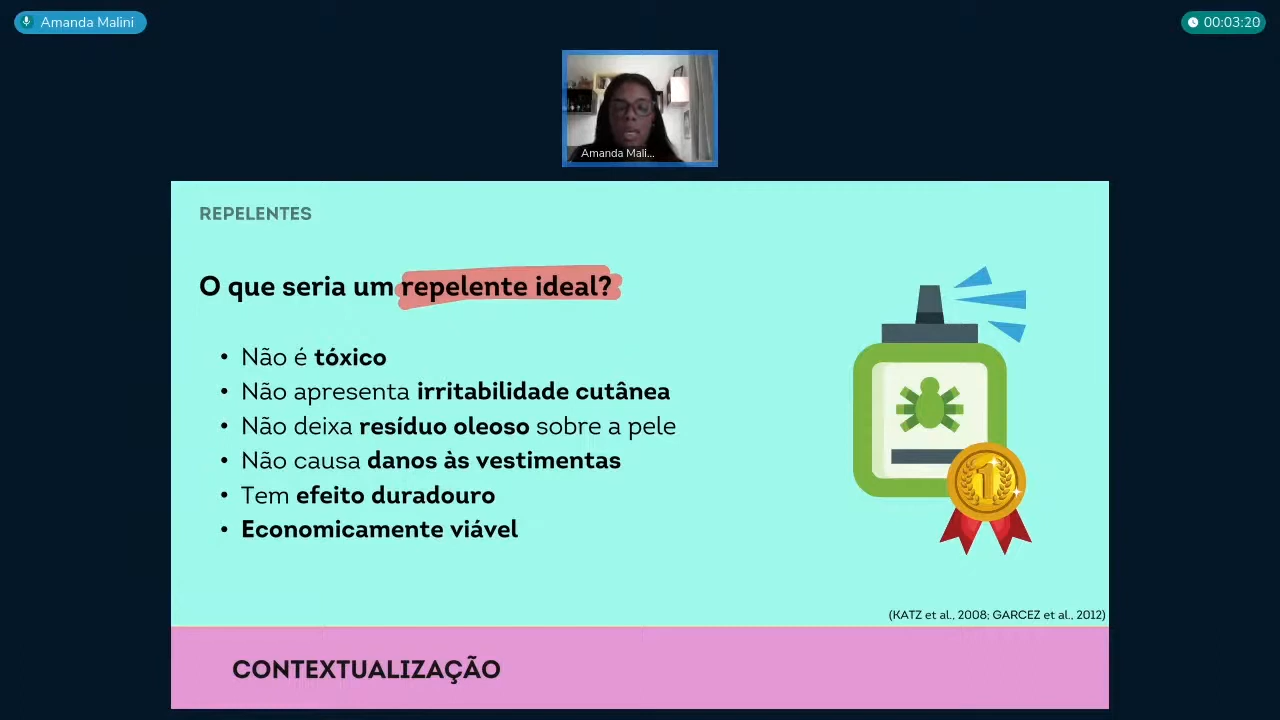 Amanda Malini
00:03:20
Amanda Mali...
REPELENTES
O que seria um repelente ideal?
• Não é tóxico
• Não apresenta irritabilidade cutânea
• Não deixa resíduo oleoso sobre a pele
• Não causa danos às vestimentas
• Tem efeito duradouro
• Economicamente viável
1
(KATZ et al., 2008; GARCEZ et al., 2012)
CONTEXTUALIZAÇÃO